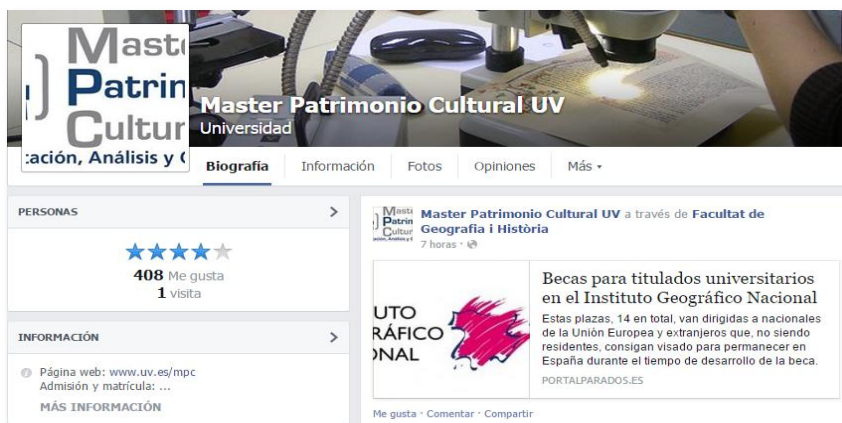 Maste
Patrin
Cultur
tación, Análisis y
Master Patrimonio Cultural UV
Universidad
Biografía Información Fotos Opiniones Más
PERSONAS
408 Me gusta
1 visita
INFORMACIÓN
Página web: www.uv.es/mpc
Admisión y matrícula: ...
MÁS INFORMACIÓN
Master Patrimonio Cultural UV a través de Facultat de
Geografia i Història
7 horas ·
UTO
RÁFICO
ONAL
Becas para titulados universitarios
en el Instituto Geográfico Nacional
Estas plazas, 14 en total, van dirigidas a nacionales
de la Unión Europea y extranjeros que, no siendo
residentes, consigan visado para permanecer en
España durante el tiempo de desarrollo de la beca.
PORTALPARADOS.ES
Me gusta · Comentar · Compartir